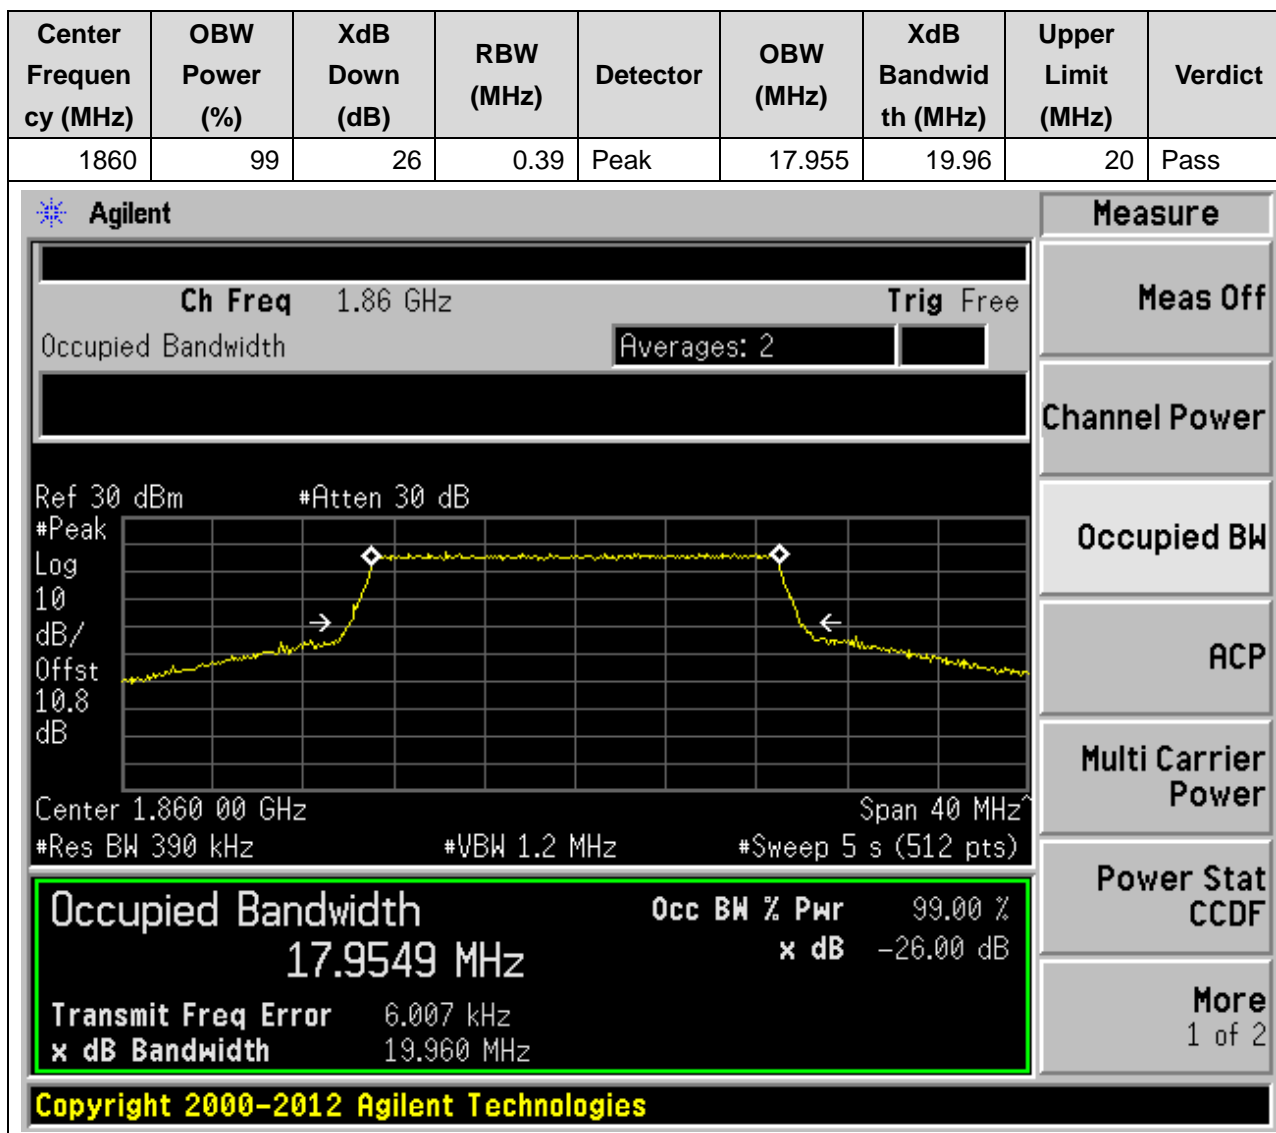 Center Frequen cy (MHz) OBW Power (%) XdB Down (dB) RBW (MHz) Detector OBW (MHz) XdB Bandwid th (MHz) Upper Limit (MHz) Verdict
1860 99 26 0.39 Peak 17.955 19.96 20 Pass
Agilent
Measure
Ch Freq 1.86 GHz Trig Free
Meas Off
Occupied Bandwidth Averages: 2
Channel Power
Ref 30 dBm #Atten 30 dB
#Peak
Log
10
dB/
Offst
10.8
dB
Occupied BW
ACP
Multi Carrier
Power
Center 1.860 00 GHz Span 40 MHz^
#Res BW 390 kHz #VBW 1.2 MHz #Sweep 5 s (512 pts)
Power Stat
CCDF
Occupied Bandwidth Occ BW % Pwr 99.00 %
17.9549 MHz x dB -26.00 dB
Transmit Freq Error 6.007 kHz
x dB Bandwidth 19.960 MHz
More
1 of 2
Copyright 2000-2012 Agilent Technologies